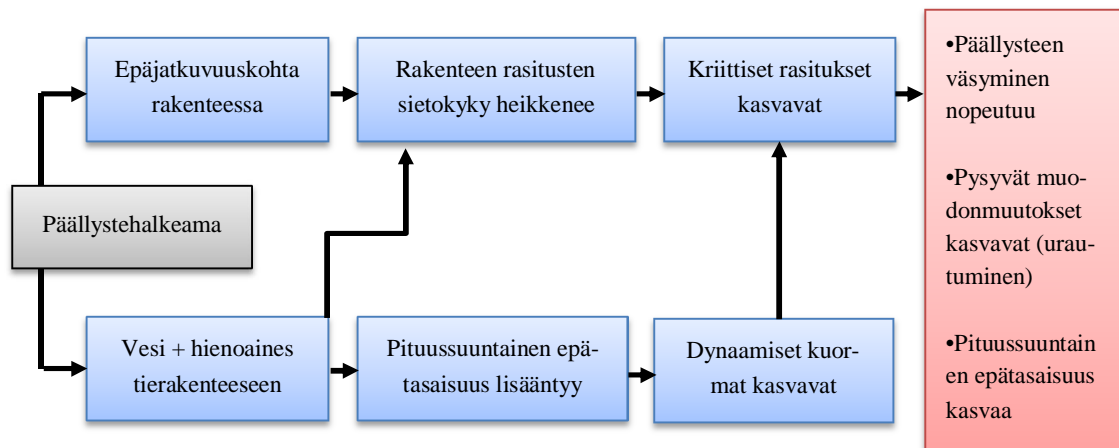 Epäjatkuvuuskohta
rakenteessa
Rakenteen rasitusten
sietokyky heikkenee
Kriittiset rasitukset
kasvavat
•Päällysteen
väsyminen
nopeutuu
•Pysyvät muo-
donmuutokset
kasvavat (urau-
tuminen)
•Pituussuuntain
en epätasaisuus
kasvaa
Päällystehalkeama
Vesi + hienoaines
tierakenteeseen
Pituussuuntainen epä-
tasaisuus lisääntyy
Dynaamiset kuor-
mat kasvavat